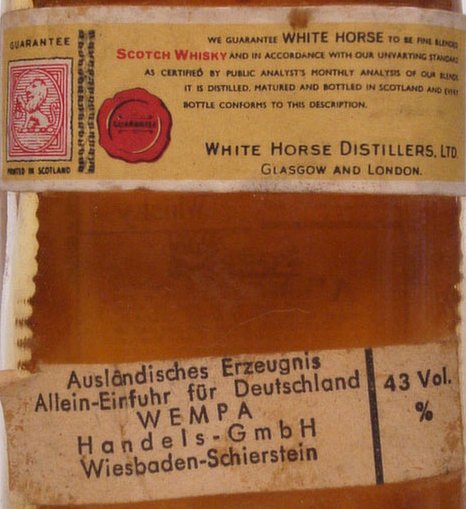 GUARANTEE
WE GUARANTEE WHITE HORSE TO BE FINE BLENDED
SCOTCH WHISKY AND IN ACCORDANCE WITH OUR UNVARYING STANDARD
AS CERTIFIED BY PUBLIC ANALYST'S MONTHLY ANALYSIS OF OUR BLENDS.
IT IS DISTILLED, MATURED AND BOTTLED IN SCOTLAND AND EVERY
BOTTLE CONFORMS TO THIS DESCRIPTION.
GUARANTEE
WHITE HORSE DISTILLERS, LTD.
GLASGOW AND LONDON.
PRINTED IN SCOTLAND
Ausländisches Erzeugnis
Allein-Einfuhr für Deutschland
WEMPA
Handels-GmbH
Wiesbaden-Schierstein
43 Vol.
%